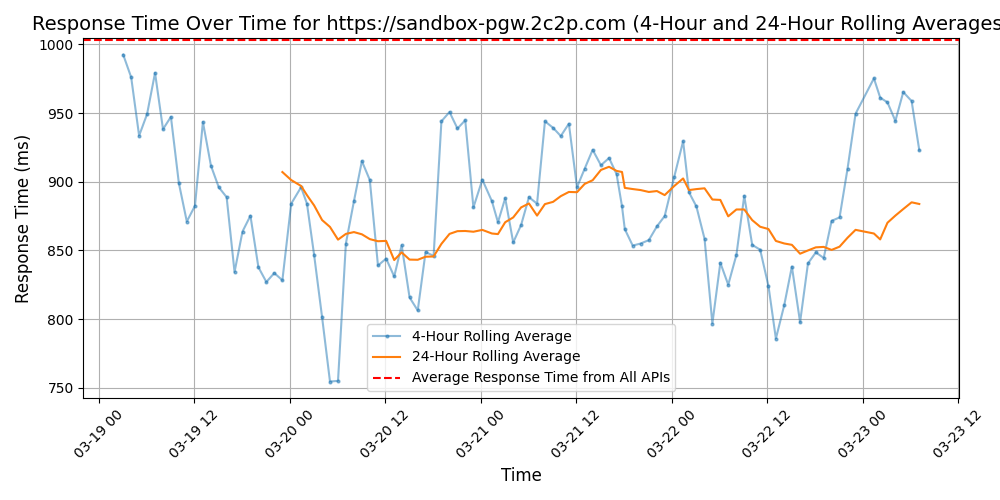 Response Time Over Time for https://sandbox-pgw.2c2p.com (4-Hour and 24-Hour Rolling Averages
Response Time (ms)
1000
950
900
850
800
750
4-Hour Rolling Average
24-Hour Rolling Average
Average Response Time from All APIs
03-19 00
03-19 12
03-20 00
03-20 12
03-21 00
03-21 12
03-22 00
03-22 12
03-23 00
03-23 12
Time